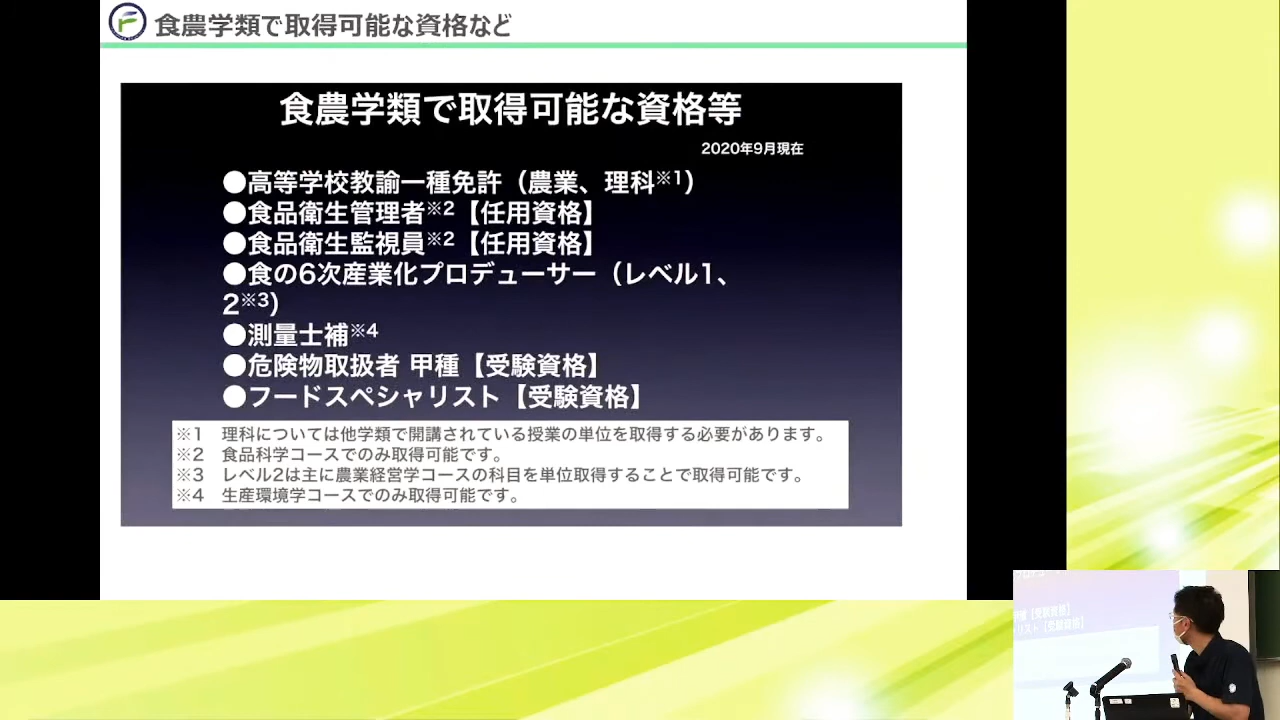 食農学類で取得可能な資格など
食農学類で取得可能な資格等
2020年9月現在
●高等学校教諭一種免許（農業、理科※1）
●食品衛生管理者※2【任用資格】
●食品衛生監視員※2【任用資格】
●食の6次産業化プロデューサー（レベル1、
2※3）
●測量士補※4
●危険物取扱者 甲種【受験資格】
●フードスペシャリスト【受験資格】
※1　理科については他学類で開講されている授業の単位を取得する必要があります。
※2　食品科学コースでのみ取得可能です。
※3　レベル2は主に農業経営学コースの科目を単位取得することで取得可能です。
※4　生産環境学コースでのみ取得可能です。
【受験資格】
リスト【受験資格】